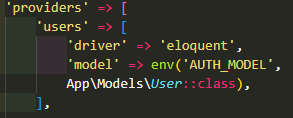 'providers' => [
'users' => [
'driver' => 'eloquent',
'model' => env('AUTH_MODEL',
App\Models\User::class),
],